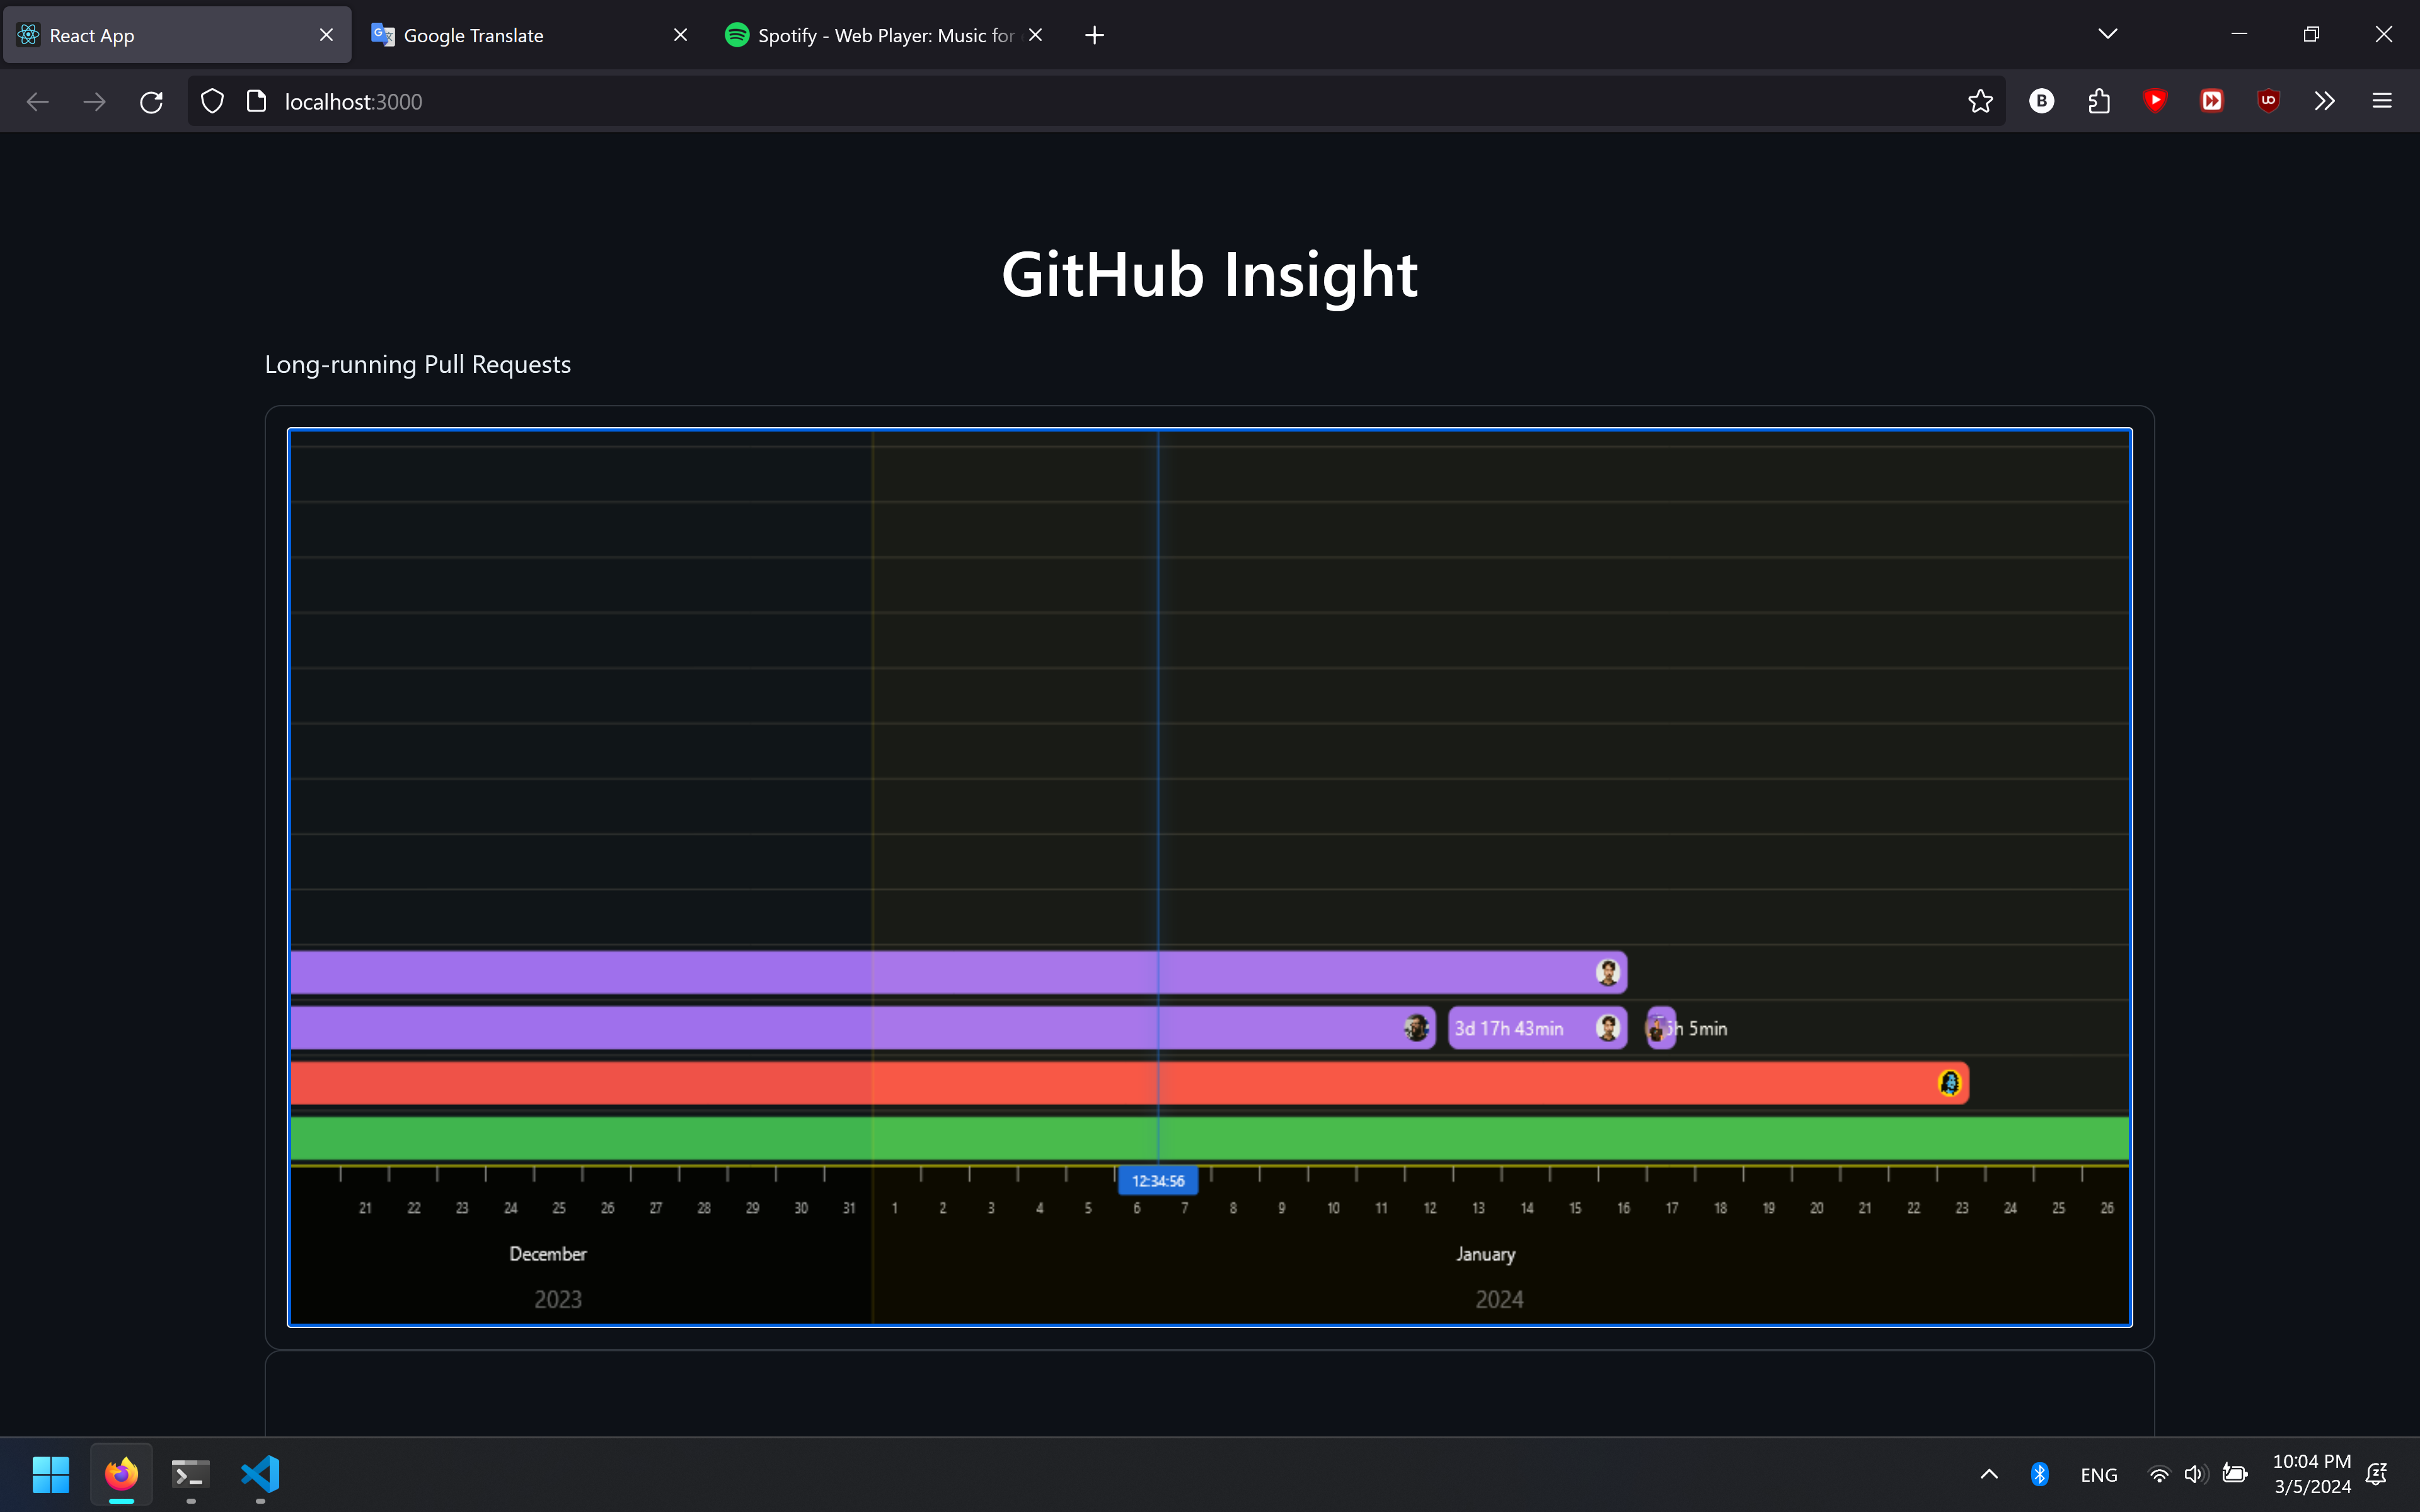 React App
Google Translate
Spotify - Web Player: Music for
localhost:3000
GitHub Insight
Long-running Pull Requests
3d 17h 43min
5min
12:34:56
21 22 23 24 25 26 27 28 29 30 31 1 2 3 4 5 6 7 8 9 10 11 12 13 14 15 16 17 18 19 20 21 22 23 24 25 26
December January
2023 2024
ENG
10:04 PM
3/5/2024